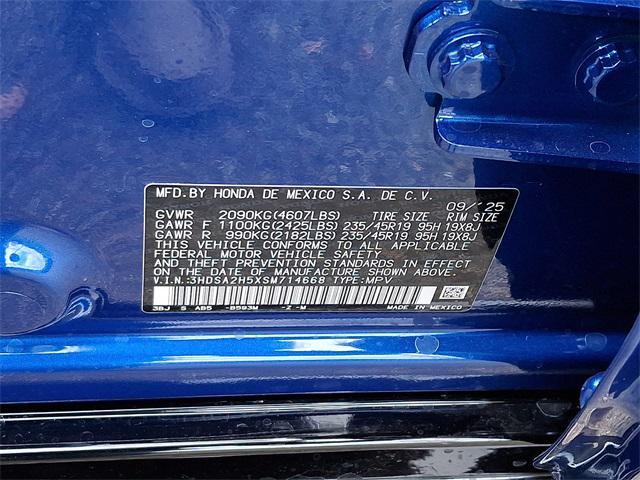 MFD.BY HONDA DE MEXICO S.A. DE C.V.
09/'25
GVWR 2090KG(4607LBS) TIRE SIZE RIM SIZE
GAWR F 1100KG(2425LBS) 235/45R19 95H 19X8J
GAWR R 990KG(2182LBS) 235/45R19 95H 19X8J
THIS VEHICLE CONFORMS TO ALL APPLICABLE
FEDERAL MOTOR VEHICLE SAFETY
AND THEFT PREVENTION STANDARDS IN EFFECT ON
THE DATE OF MANUFACTURE SHOWN ABOVE.
V.I.N.:3HDSA2H5XSM714668 TYPE:MPV
3BJ S AB5 -B593M -Z -M MADE IN MEXICO